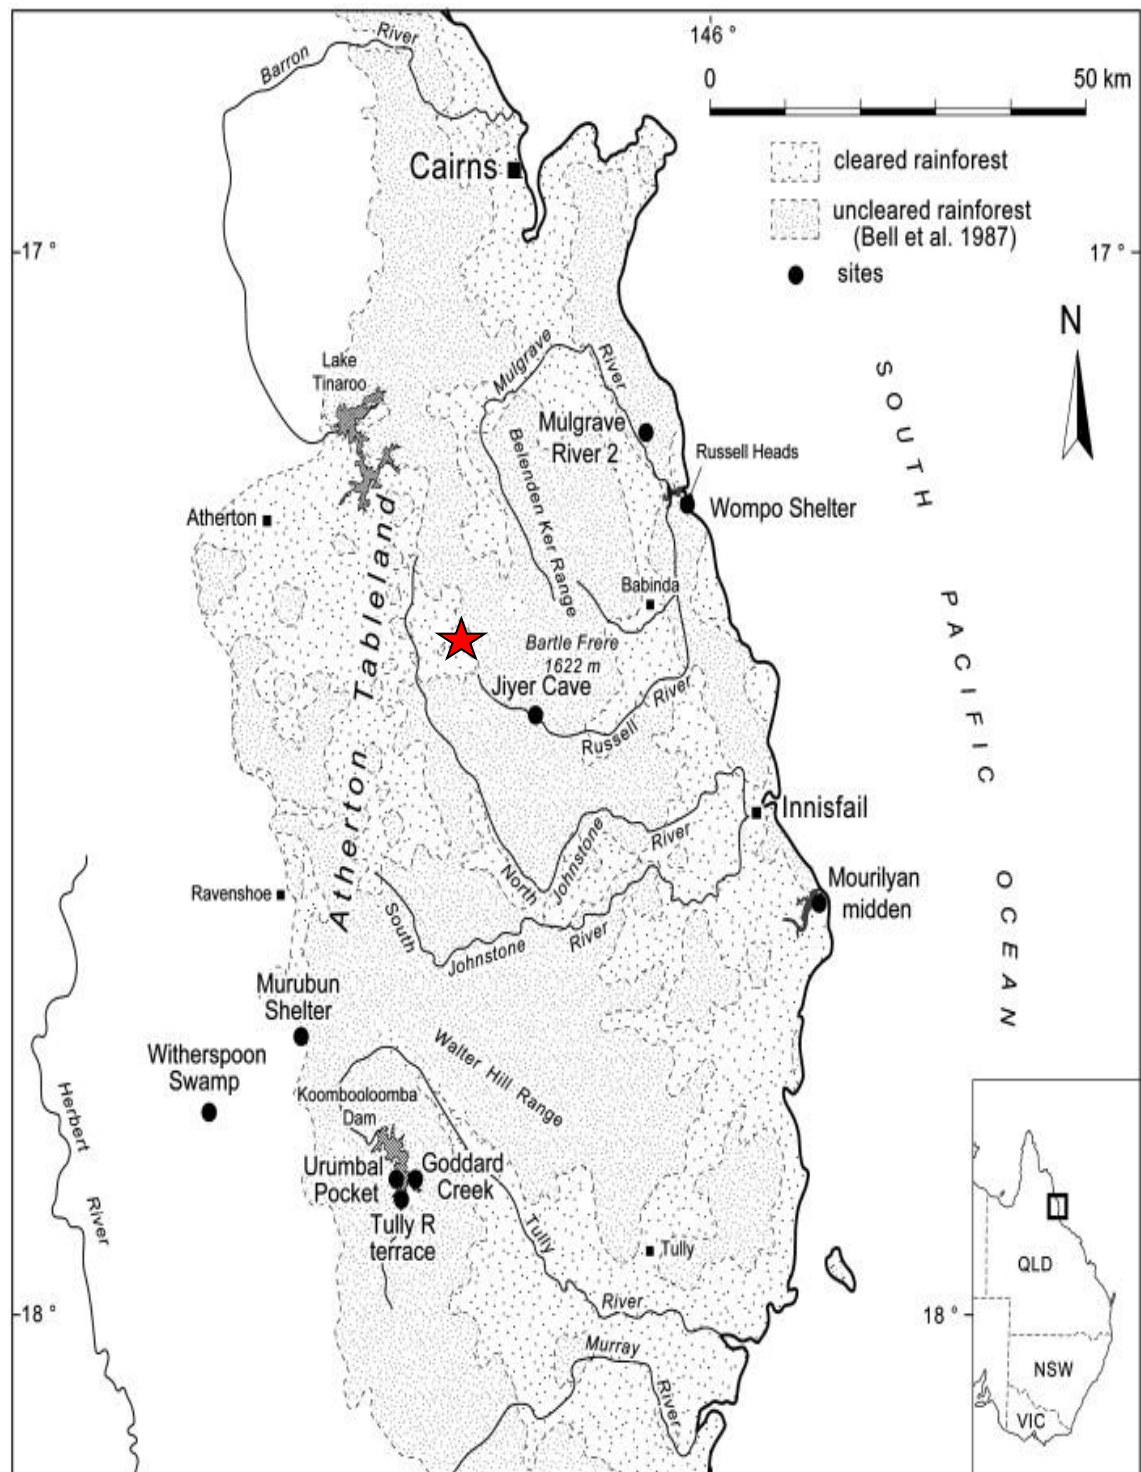 146 °
0
50 km
River
Barron
Cairns
cleared rainforest
uncleared rainforest
(Bell et al. 1987)
sites
17 °
17 °
N
Lake
Tinaroo
Mulgrave
River
Mulgrave
River 2
Russell Heads
Wompo Shelter
Belenden Ker Range
Atherton
Babinda
Bartle Frere
1622 m
Jiyer Cave
Russell
River
Atherton Tableland
SOUTH PACIFIC OCEAN
Innisfail
North
Johnstone
River
Mourilyan
midden
Ravenshoe
South
Johnstone
River
Murubun
Shelter
Witherspoon
Swamp
Walter Hill Range
Koombooloomba
Dam
Herbert
River
Urumbal
Pocket
Goddard
Creek
Tully R
terrace
Tully
River
Tully
18 °
18 °
Murray
River
QLD
NSW
VIC